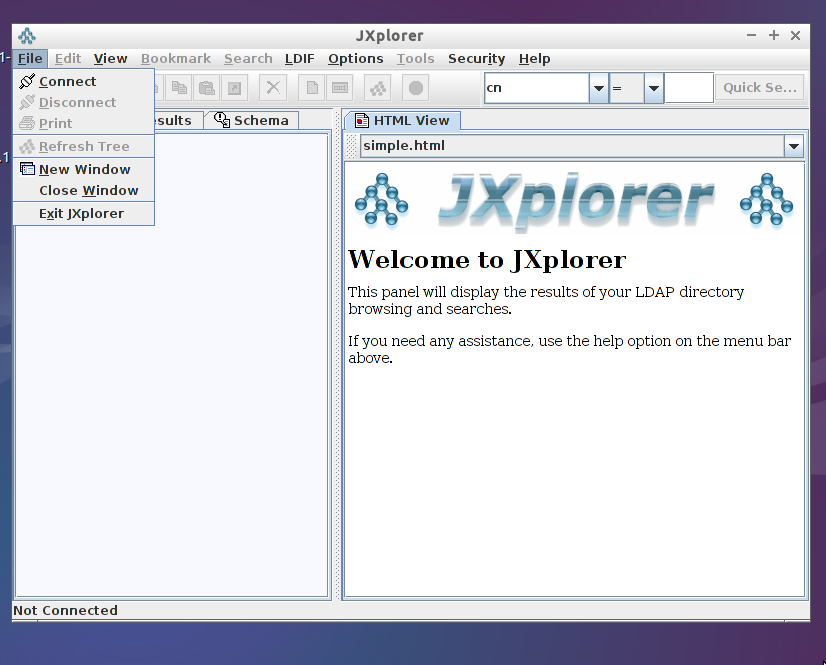 JXplorer
File Edit View Bookmark Search LDIF Options Tools Security Help
cn = Quick Se...
Connect
Disconnect
Print
Refresh Tree
New Window
Close Window
Exit JXplorer
Schema
HTML View
simple.html
JXplorer
Welcome to JXplorer
This panel will display the results of your LDAP directory
browsing and searches.
If you need any assistance, use the help option on the menu bar
above.
Not Connected